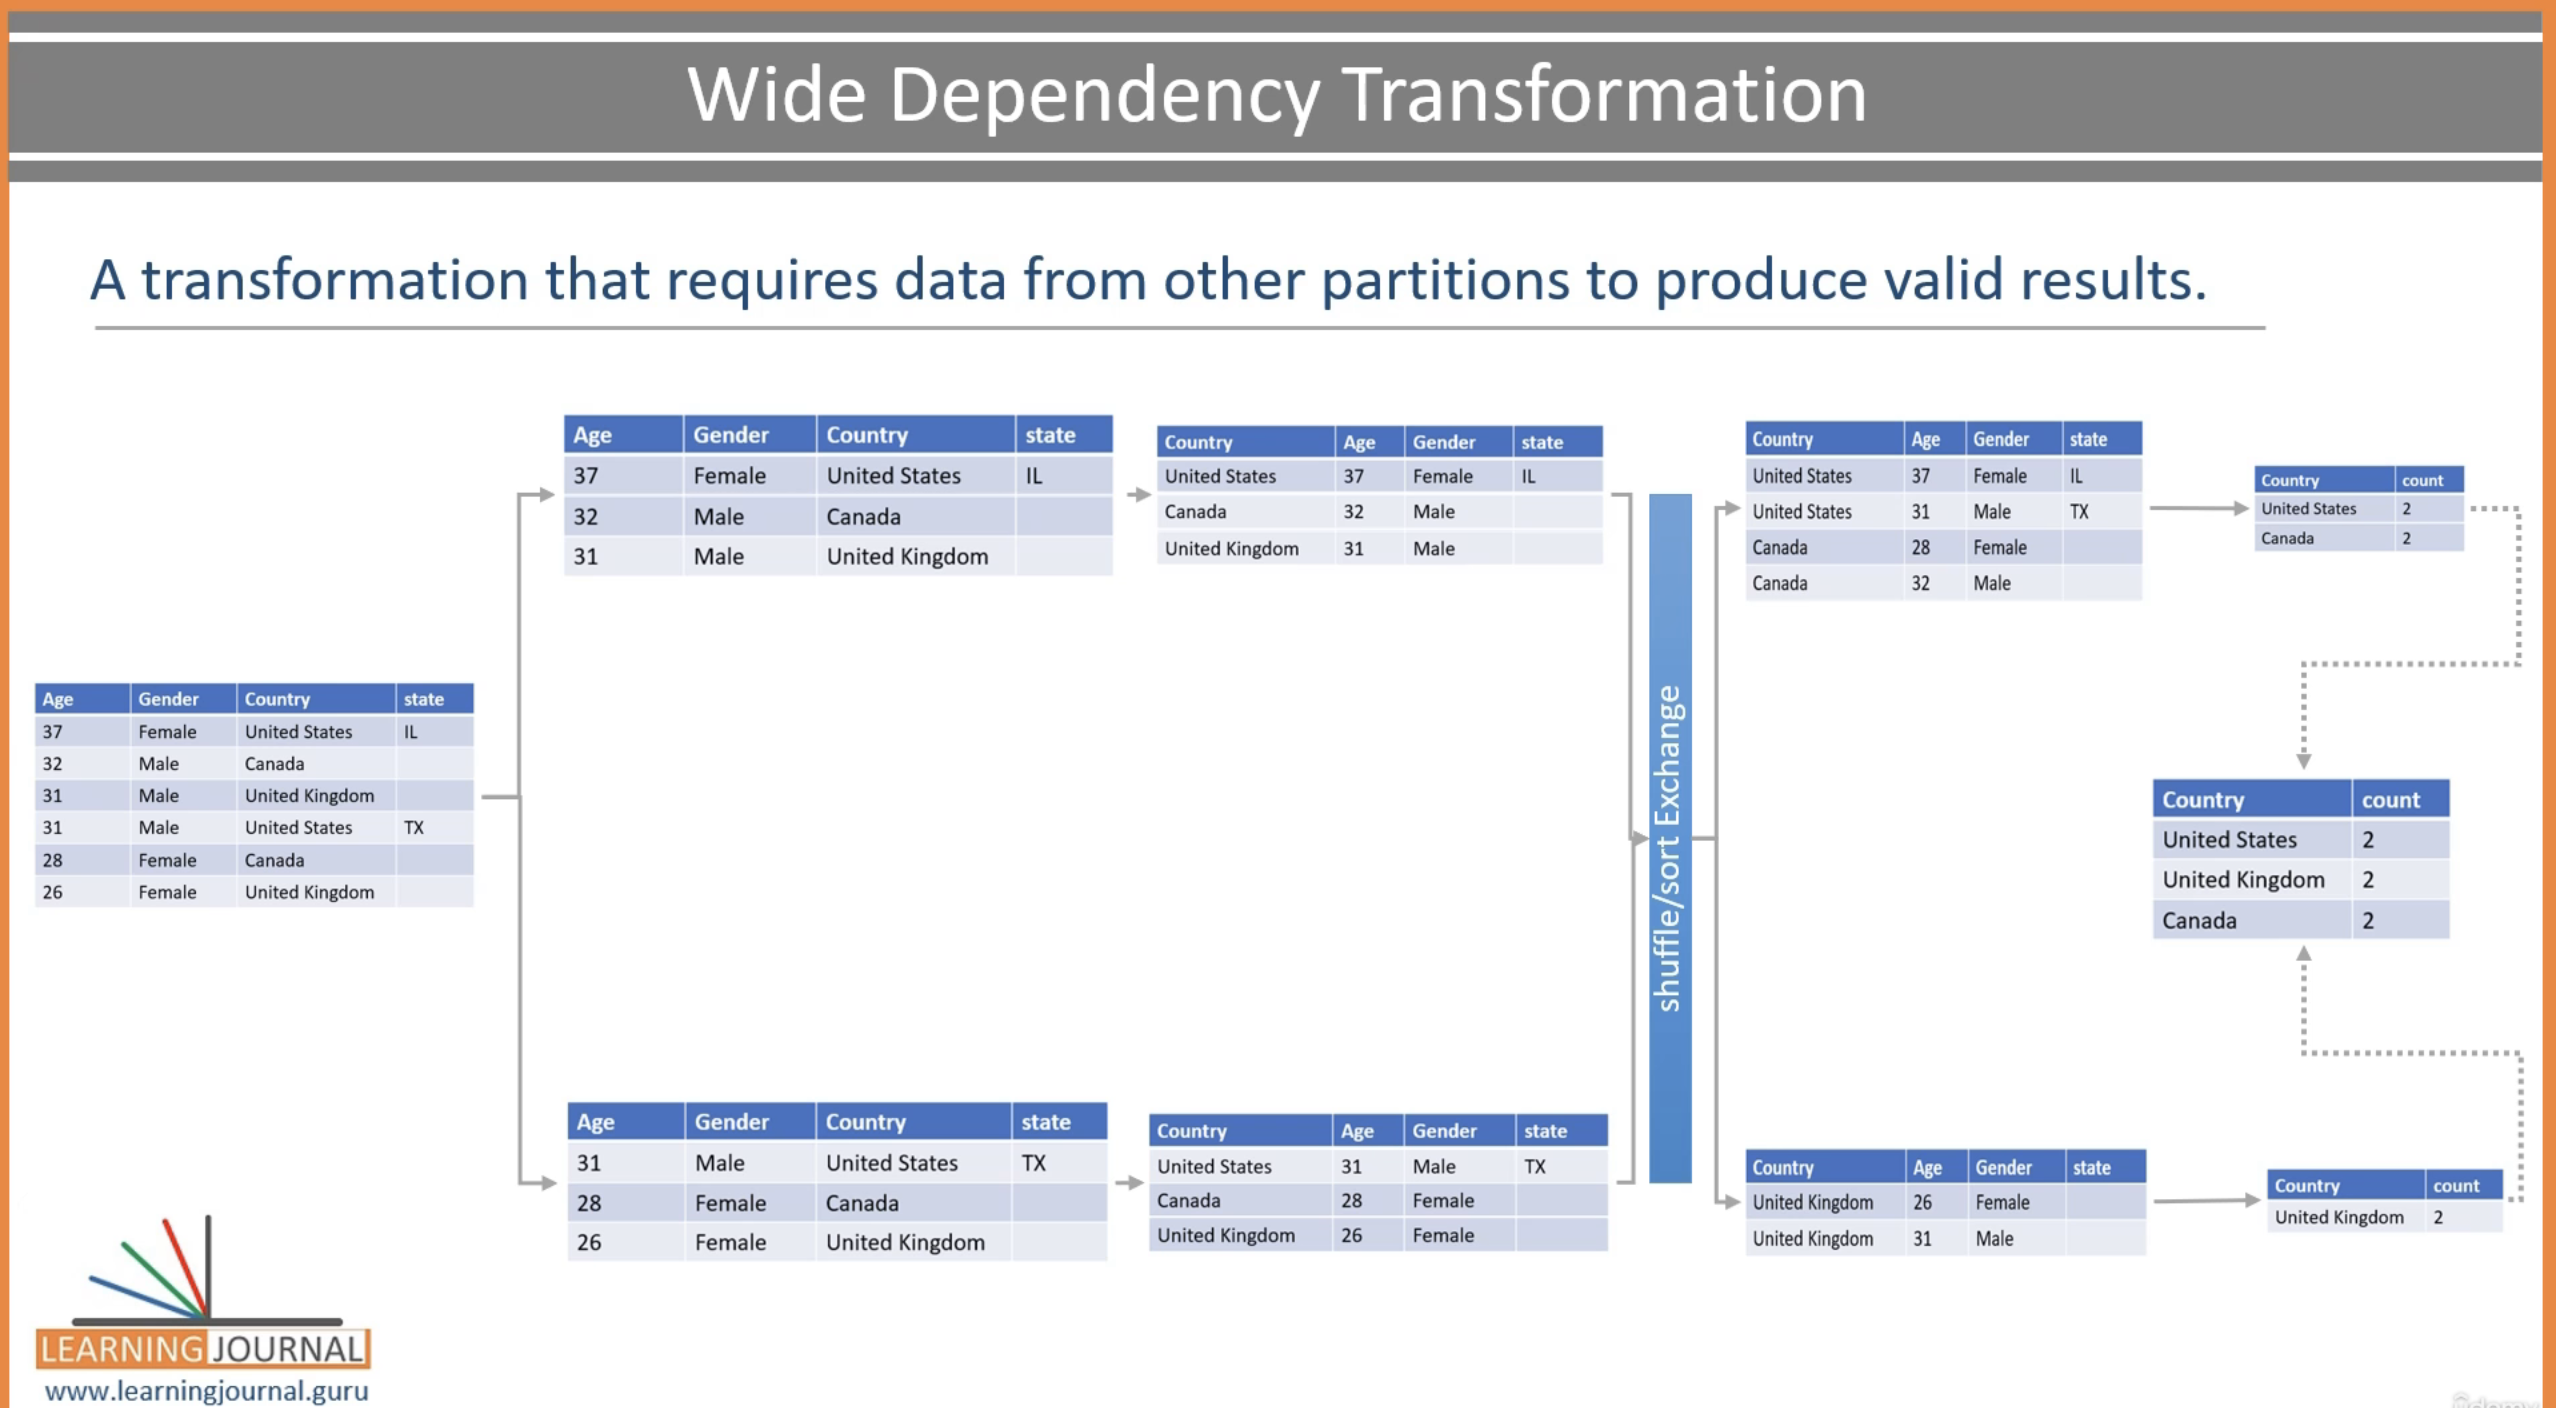 Wide Dependency Transformation
A transformation that requires data from other partitions to produce valid results.
Age Gender Country state
37 Female United States IL
32 Male Canada
31 Male United Kingdom
31 Male United States TX
28 Female Canada
26 Female United Kingdom
Age Gender Country state
37 Female United States IL
32 Male Canada
31 Male United Kingdom
Country Age Gender state
United States 37 Female IL
Canada 32 Male
United Kingdom 31 Male
Age Gender Country state
31 Male United States TX
28 Female Canada
26 Female United Kingdom
Country Age Gender state
United States 31 Male TX
Canada 28 Female
United Kingdom 26 Female
shuffle/sort Exchange
Country Age Gender state
United States 37 Female IL
United States 31 Male TX
Canada 28 Female
Canada 32 Male
Country count
United States 2
Canada 2
Country Age Gender state
United Kingdom 26 Female
United Kingdom 31 Male
Country count
United Kingdom 2
Country count
United States 2
United Kingdom 2
Canada 2
LEARNING JOURNAL
www.learningjournal.guru